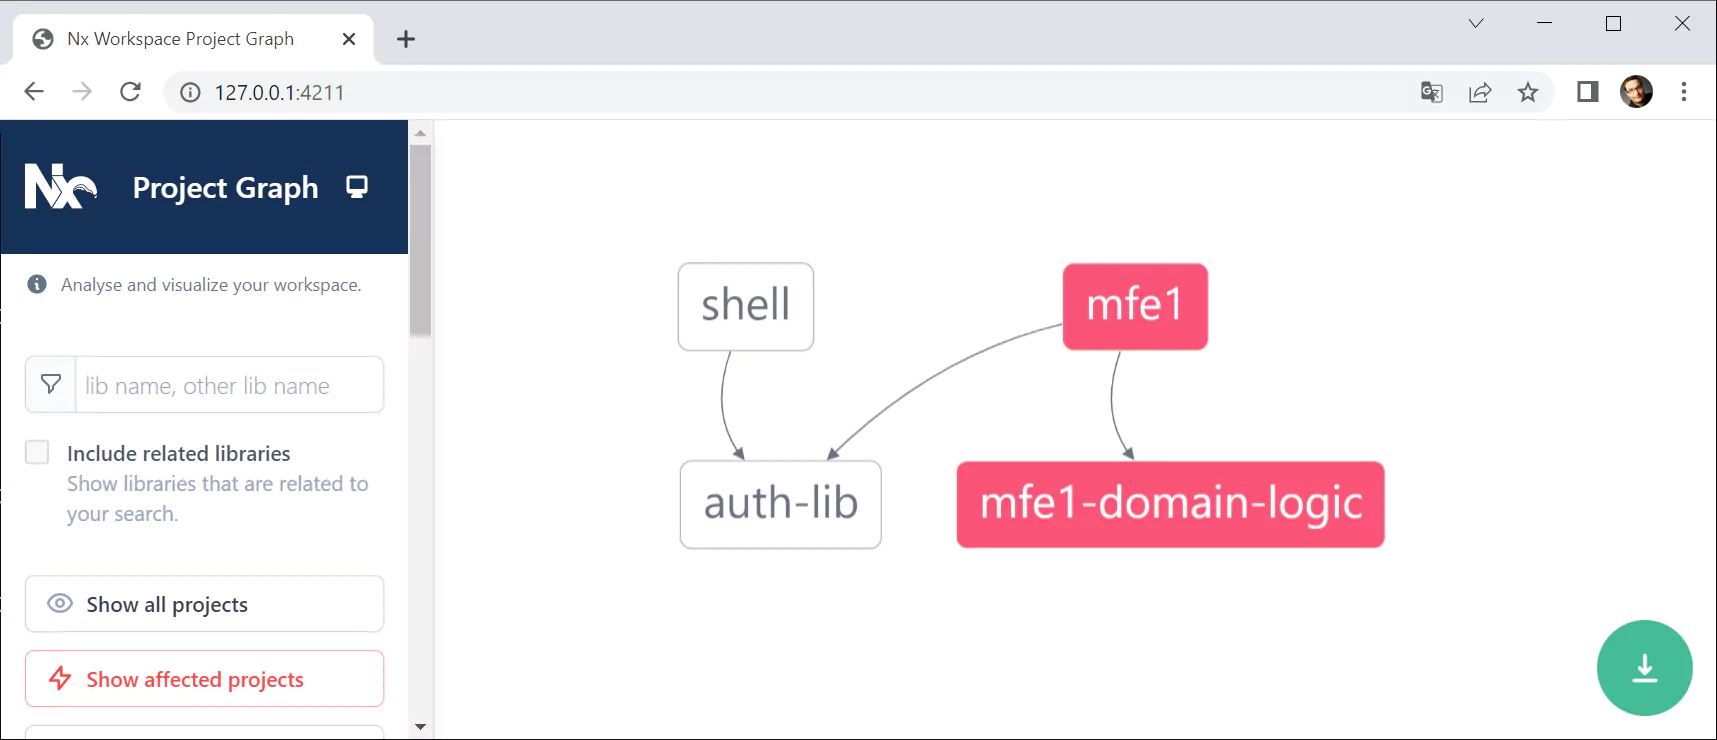 Nx Workspace Project Graph
127.0.0.1:4211
Nx
Project Graph
Analyse and visualize your workspace.
lib name, other lib name
Include related libraries
Show libraries that are related to
your search.
Show all projects
Show affected projects
shell
mfe1
auth-lib
mfe1-domain-logic